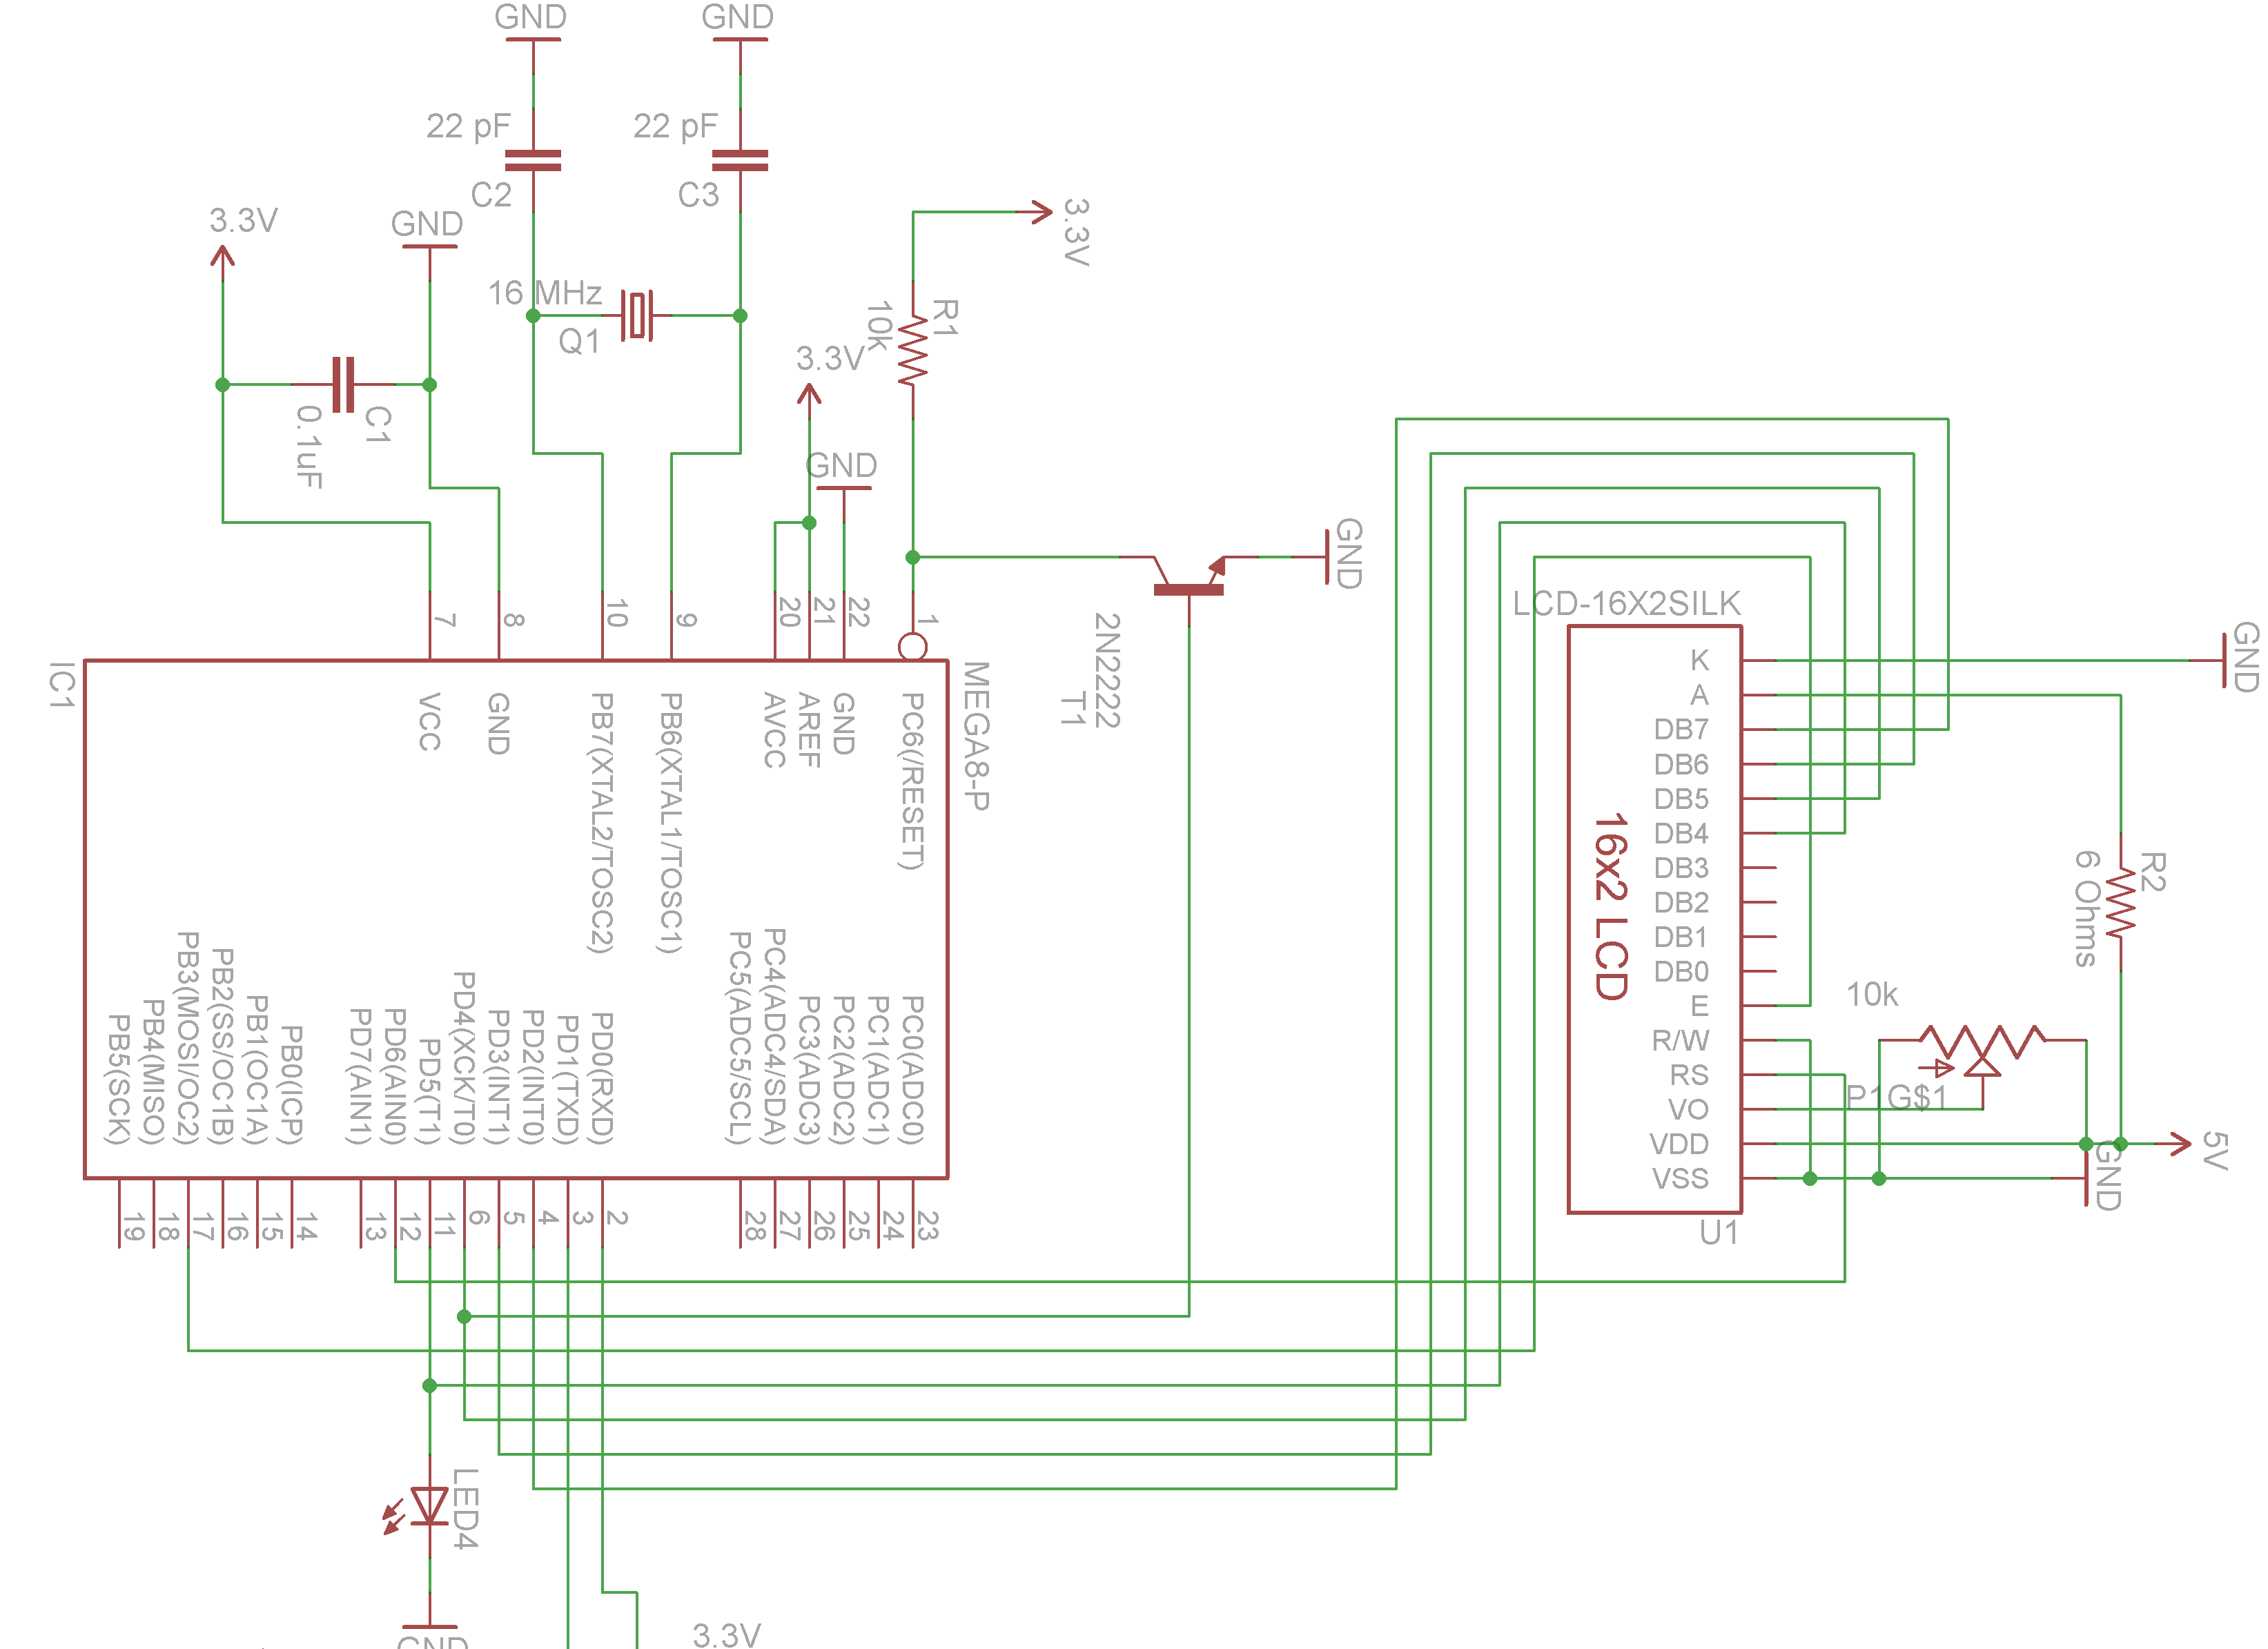 GND
GND
22 pF
22 pF
C2
C3
3.3V
GND
3.3V
16 MHz
Q1
R1
10k
3.3V
C1
0.1uF
GND
GND
7
8
10
9
20
21
22
1
2N2222
T1
LCD-16X2SILK
GND
IC1
MEGA8-P
VCC
GND
PB7(XTAL2/TOSC2)
PB6(XTAL1/TOSC1)
AVCC
AREF
GND
PC6(/RESET)
K
A
DB7
DB6
DB5
DB4
DB3
DB2
DB1
DB0
E
R/W
RS
VO
VDD
VSS
16x2 LCD
U1
R2
6 Ohms
10k
P1G$1
5V
GND
PB5(SCK)
PB4(MISO)
PB3(MOSI/OC2)
PB2(SS/OC1B)
PB1(OC1A)
PB0(ICP)
PD7(AIN1)
PD6(AIN0)
PD5(T1)
PD4(XCK/T0)
PD3(INT1)
PD2(INT0)
PD1(TXD)
PD0(RXD)
PC5(ADC5/SCL)
PC4(ADC4/SDA)
PC3(ADC3)
PC2(ADC2)
PC1(ADC1)
PC0(ADC0)
19
18
17
16
15
14
13
12
11
6
5
4
3
2
28
27
26
25
24
23
LED4
GND
3.3V